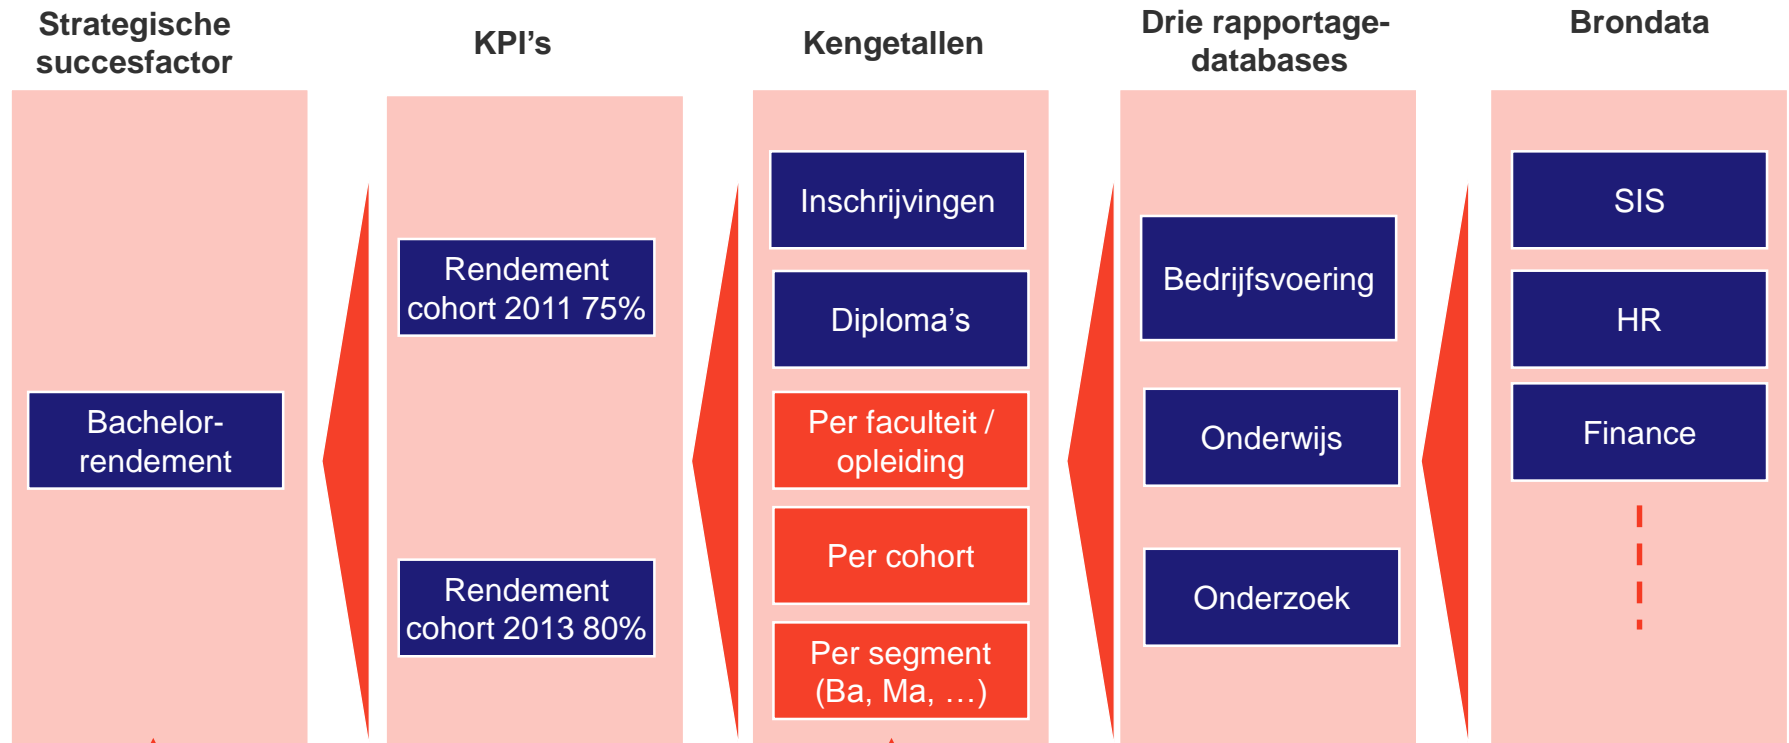 Strategische
succesfactor
KPI's
Kengetallen
Drie rapportage-
databases
Brondata
Bachelor-
rendement
Rendement
cohort 2011 75%
Rendement
cohort 2013 80%
Inschrijvingen
Diploma's
Per faculteit /
opleiding
Per cohort
Per segment
(Ba, Ma, …)
Bedrijfsvoering
Onderwijs
Onderzoek
SIS
HR
Finance